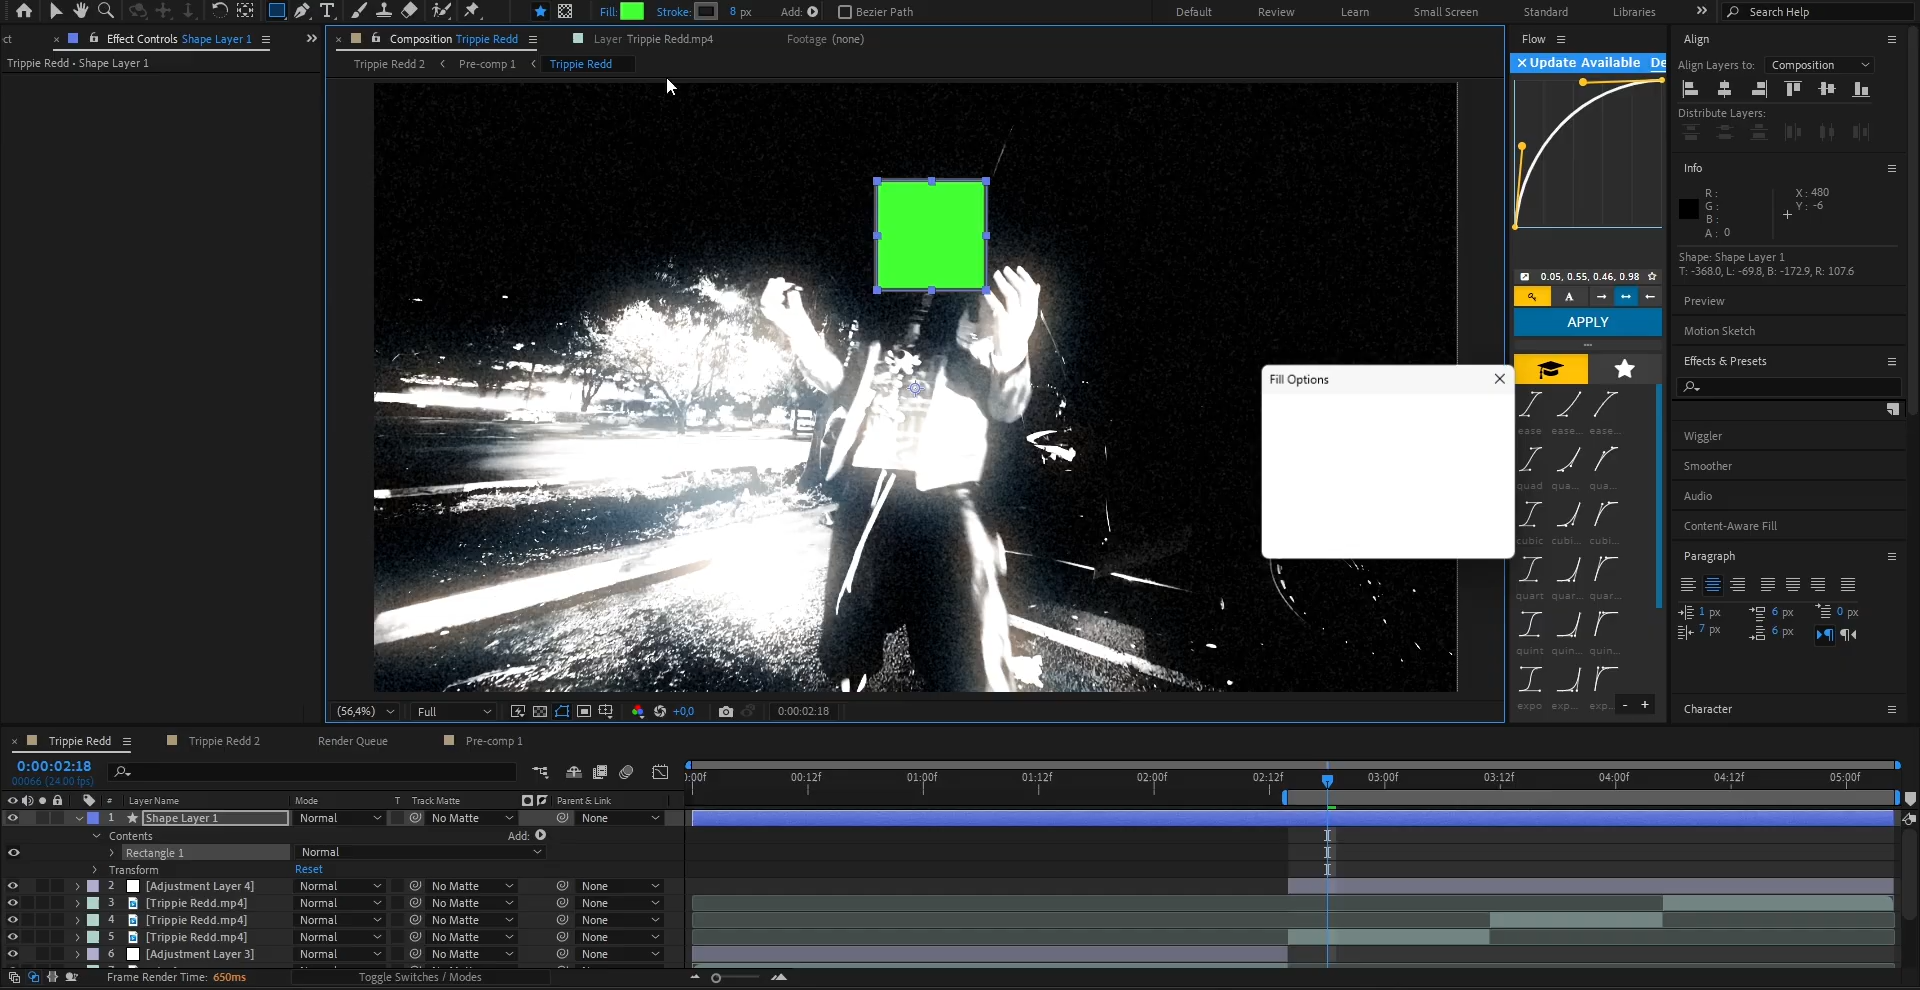 Fill:
Stroke:
8 px
Add:
Bezier Path
Default
Review
Learn
Small Screen
Standard
Libraries
Search Help
ct
Effect Controls Shape Layer 1
Composition Trippie Redd
Layer Trippie Redd.mp4
Footage (none)
Flow
Align
Trippie Redd • Shape Layer 1
Trippie Redd 2
Pre-comp 1
Trippie Redd
Update Available De
Align Layers to:
Composition
Distribute Layers:
Info
R :
G :
B :
A : 0
X : 480
Y : -6
Shape: Shape Layer 1
T: -368.0, L: -69.8, B: -172.9, R: 107.6
0.05, 0.55, 0.46, 0.98
A
APPLY
Preview
Motion Sketch
Effects & Presets
Fill Options
ease
ease...
ease...
quad
qua...
qua...
cubic
cubi...
cubi...
quart
quar...
quar...
quint
quin...
quin...
expo
exp...
exp...
- +
Wiggler
Smoother
Audio
Content-Aware Fill
Paragraph
1 px
6 px
0 px
7 px
6 px
Character
(56,4%)
Full
+0,0
0:00:02:18
Trippie Redd
Trippie Redd 2
Render Queue
Pre-comp 1
0:00:02:18
00066 (24.00 fps)
):00f
00:12f
01:00f
01:12f
02:00f
02:12f
03:00f
03:12f
04:00f
04:12f
05:00f
#
Layer Name
Mode
T
Track Matte
Parent & Link
1
Shape Layer 1
Normal
No Matte
None
Contents
Add:
Rectangle 1
Normal
Transform
Reset
2
[Adjustment Layer 4]
Normal
No Matte
None
3
[Trippie Redd.mp4]
Normal
No Matte
None
4
[Trippie Redd.mp4]
Normal
No Matte
None
5
[Trippie Redd.mp4]
Normal
No Matte
None
6
[Adjustment Layer 3]
Normal
No Matte
None
Frame Render Time: 650ms
Toggle Switches / Modes